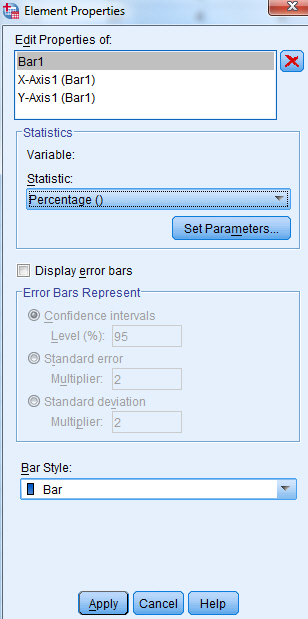 Element Properties
Edit Properties of:
Bar1
X-Axis1 (Bar1)
Y-Axis1 (Bar1)
Statistics
Variable:
Statistic:
Percentage ()
Set Parameters...
Display error bars
Error Bars Represent
Confidence intervals
Level (%): 95
Standard error
Multiplier: 2
Standard deviation
Multiplier: 2
Bar Style:
Bar
Apply Cancel Help